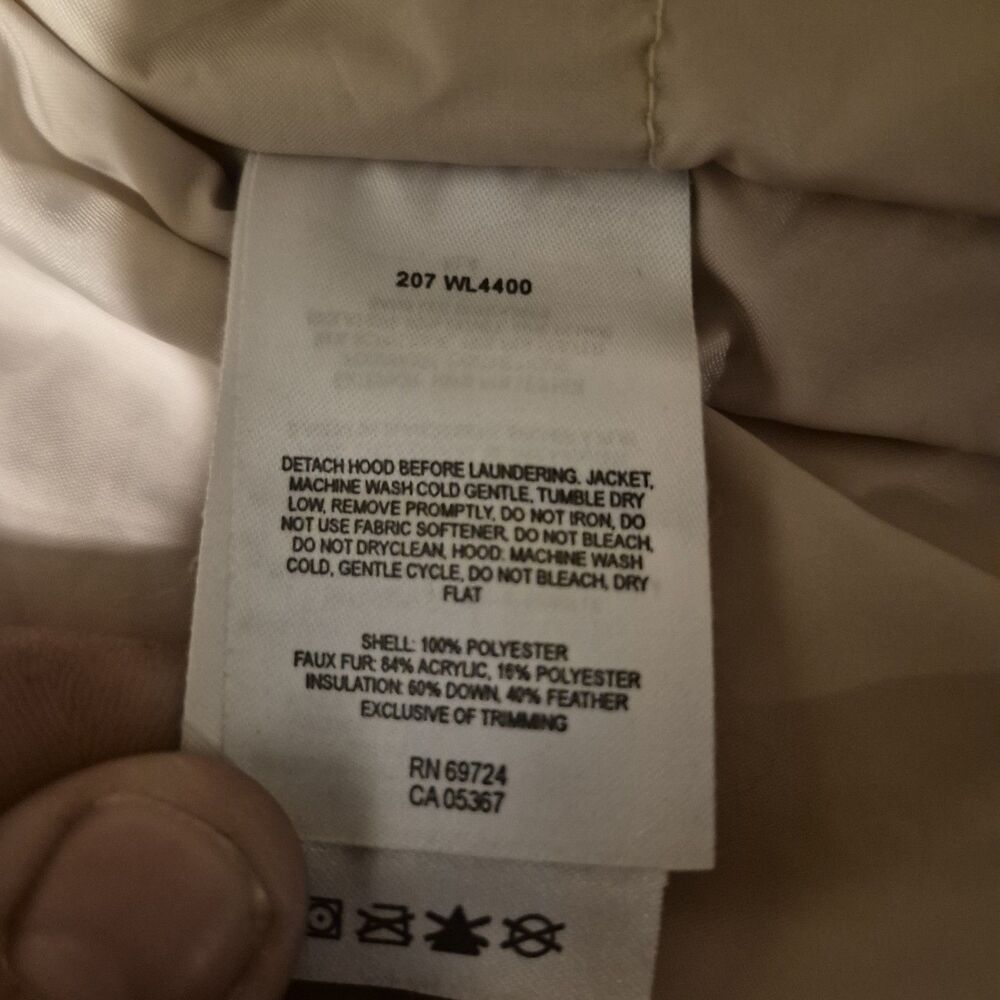 207 WL4400
DETACH HOOD BEFORE LAUNDERING. JACKET,
MACHINE WASH COLD GENTLE, TUMBLE DRY
LOW, REMOVE PROMPTLY, DO NOT IRON, DO
NOT USE FABRIC SOFTENER, DO NOT BLEACH,
DO NOT DRYCLEAN, HOOD: MACHINE WASH
COLD, GENTLE CYCLE, DO NOT BLEACH, DRY
FLAT
SHELL: 100% POLYESTER
FAUX FUR: 84% ACRYLIC, 16% POLYESTER
INSULATION: 60% DOWN, 40% FEATHER
EXCLUSIVE OF TRIMMING
RN 69724
CA 05367